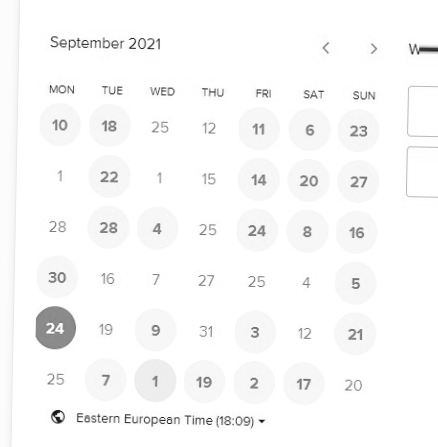 September 2021
W
MON TUE WED THU FRI SAT SUN
10 18 25 12 11 6 23
1 22 1 15 14 20 27
28 28 4 25 24 8 16
30 16 7 27 25 4 5
24 19 9 31 3 12 21
25 7 1 19 2 17 20
Eastern European Time (18:09)